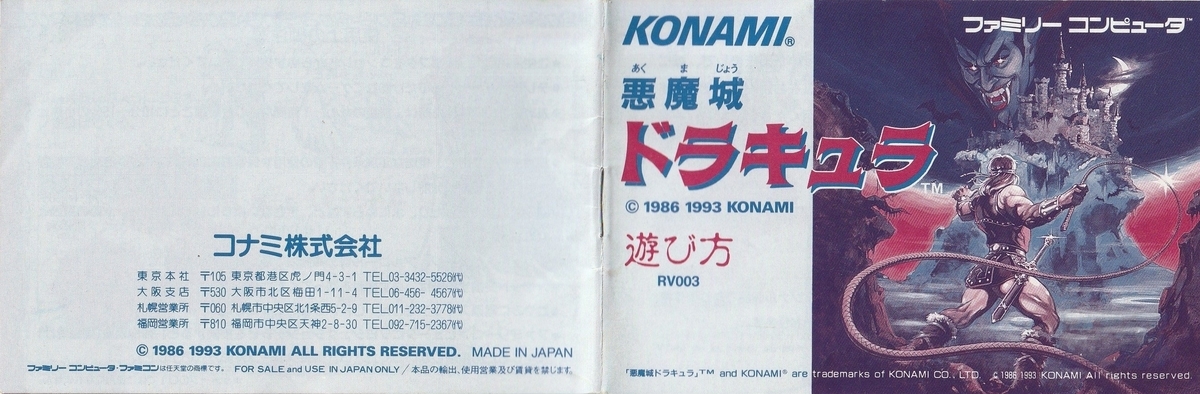 コナミ株式会社
東京本社 〒105 東京都港区虎ノ門4-3-1 TEL.03-3432-5526㈹
大阪支店 〒530 大阪市北区梅田1-11-4 TEL.06-456-4567㈹
札幌営業所 〒060 札幌市中央区北1条西5-2-9 TEL.011-232-3778㈹
福岡営業所 〒810 福岡市中央区天神2-8-30 TEL.092-715-2367㈹
© 1986 1993 KONAMI ALL RIGHTS RESERVED. MADE IN JAPAN
ファミリーコンピュータ・ファミコンは任天堂の商標です。 FOR SALE and USE IN JAPAN ONLY / 本品の輸出、使用営業及び賃貸を禁じます。
KONAMI®
あく ま じょう
悪魔城
ドラキュラ™
© 1986 1993 KONAMI
遊び方
RV003
ファミリー コンピュータ™
「悪魔城ドラキュラ」™ and KONAMI® are trademarks of KONAMI CO., LTD. © 1986 1993 KONAMI All rights reserved.